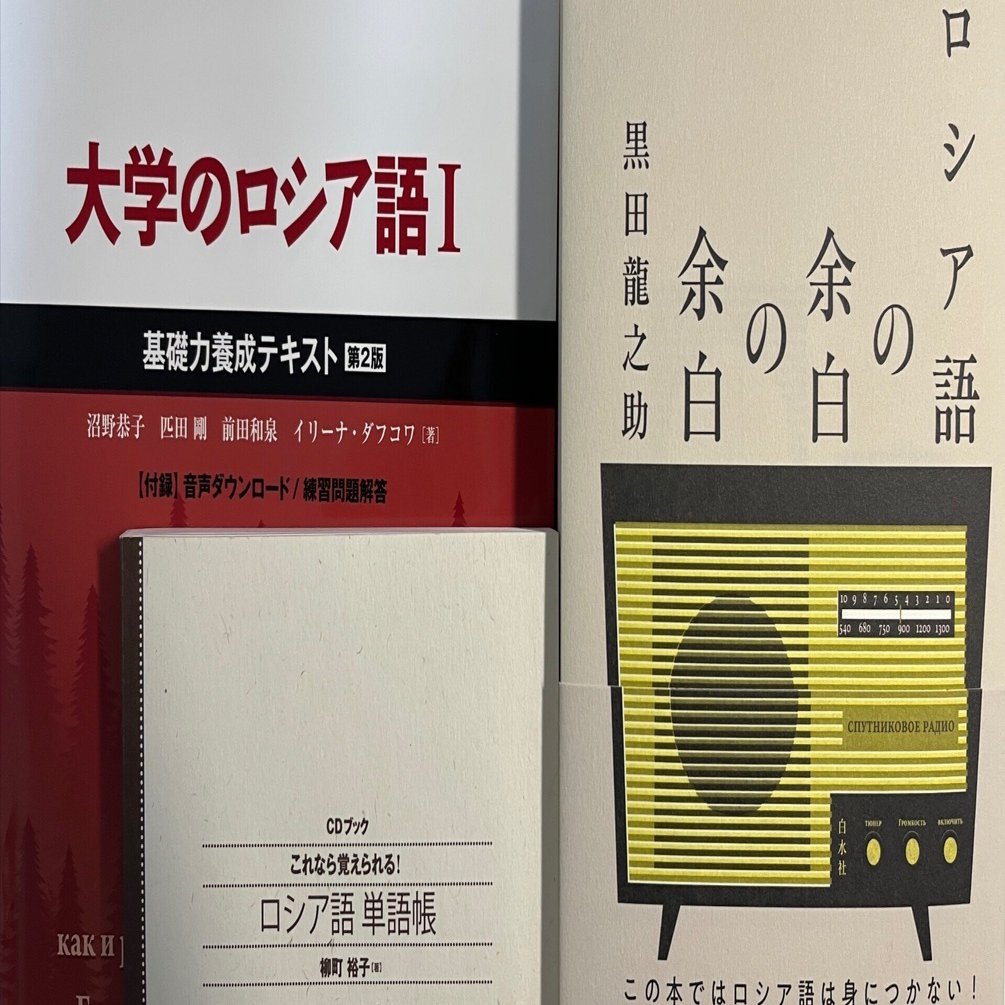 大学のロシア語I
基礎力養成テキスト 第2版
沼野恭子 匹田 剛 前田和泉 イリーナ・ダフコワ [著]
【付録】音声ダウンロード/練習問題解答
как и
CDブック
これなら覚えられる!
ロシア語 単語帳
柳町 裕子[著]
ロシア語の余白の余白
黒田龍之助
10 9 8 7 6 5 4 3 2 1 0
540 680 750 900 1200 1300
СПУТНИКОВОЕ РАДИО
白水社
ТЮНЕР ГРОМКОСТЬ ВКЛЮЧИТЬ
この本ではロシア語は身につかない!